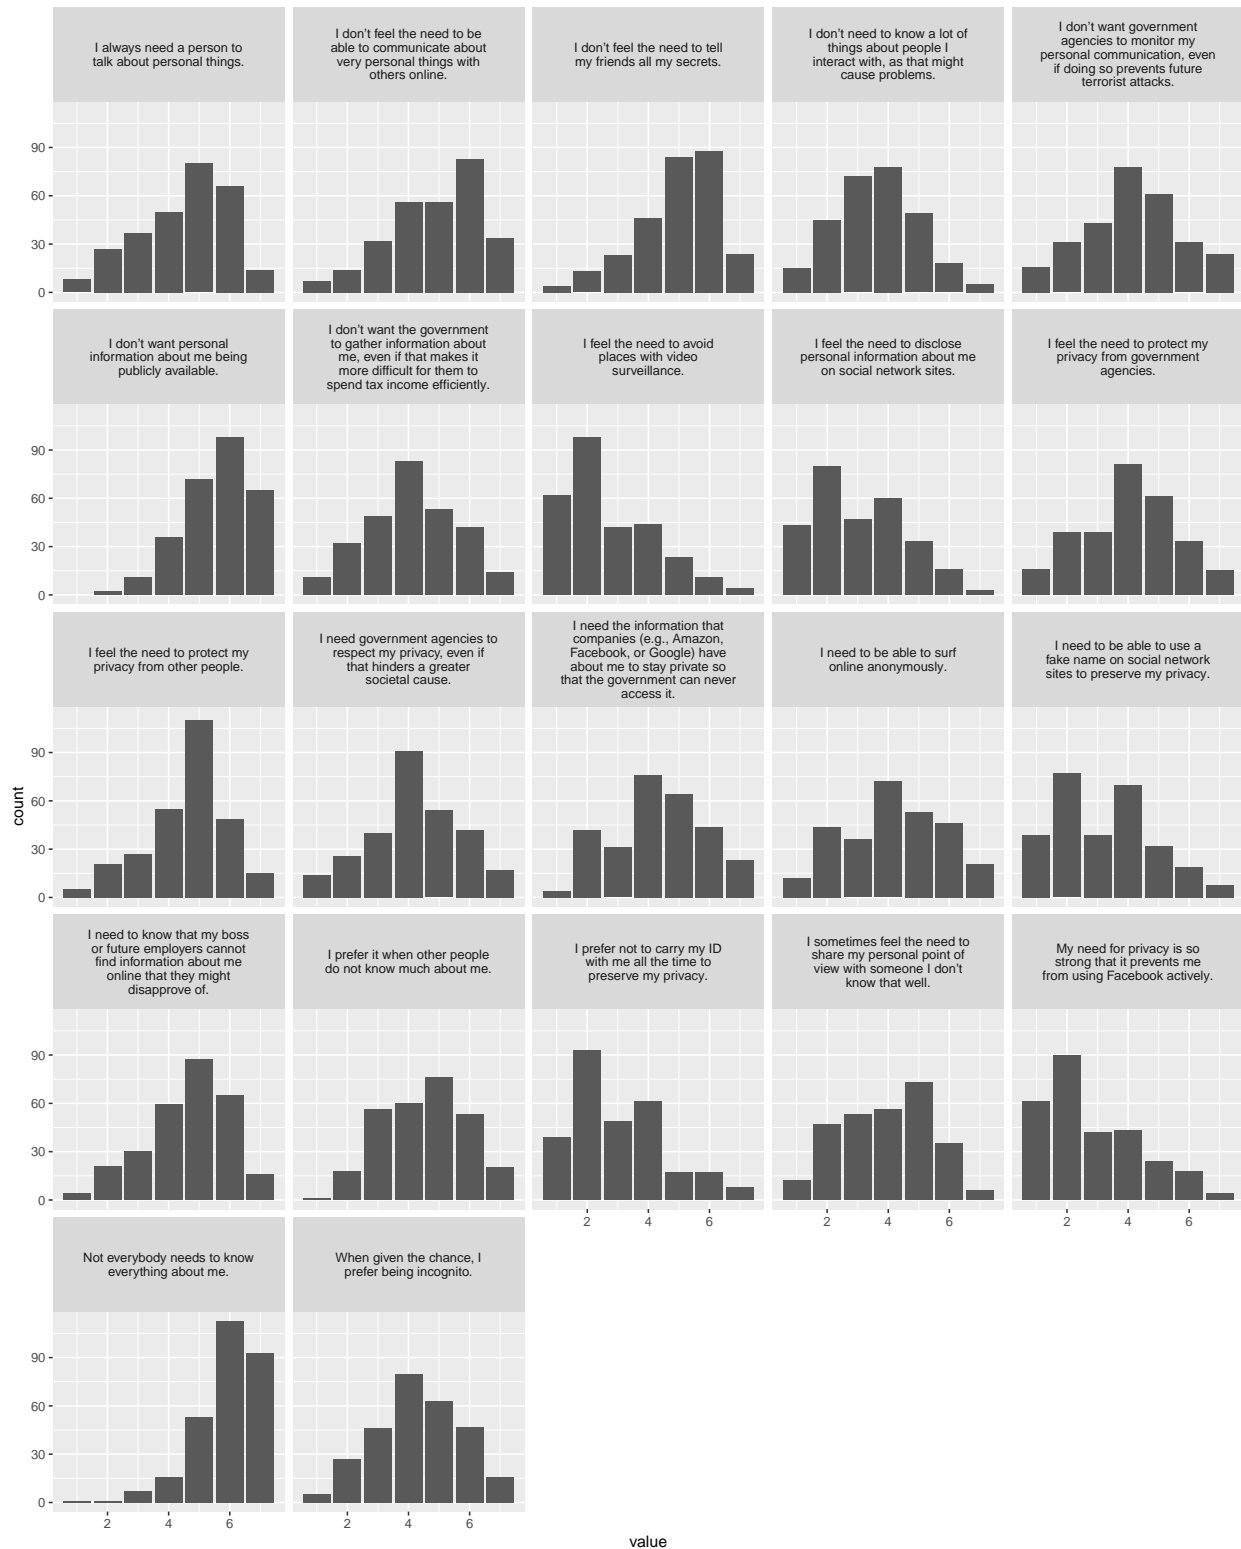 I always need a person to
talk about personal things.
I don't feel the need to be
able to communicate about
very personal things with
others online.
I don't feel the need to tell
my friends all my secrets.
I don't need to know a lot of
things about people I
interact with, as that might
cause problems.
I don't want government
agencies to monitor my
personal communication, even
if doing so prevents future
terrorist attacks.
90
60
30
0
I don't want personal
information about me being
publicly available.
I don't want the government
to gather information about
me, even if that makes it
more difficult for them to
spend tax income efficiently.
I feel the need to avoid
places with video
surveillance.
I feel the need to disclose
personal information about me
on social network sites.
I feel the need to protect my
privacy from government
agencies.
90
60
30
0
I feel the need to protect my
privacy from other people.
I need government agencies to
respect my privacy, even if
that hinders a greater
societal cause.
I need the information that
companies (e.g., Amazon,
Facebook, or Google) have
about me to stay private so
that the government can never
access it.
I need to be able to surf
online anonymously.
I need to be able to use a
fake name on social network
sites to preserve my privacy.
90
60
30
0
count
I need to know that my boss
or future employers cannot
find information about me
online that they might
disapprove of.
I prefer it when other people
do not know much about me.
I prefer not to carry my ID
with me all the time to
preserve my privacy.
I sometimes feel the need to
share my personal point of
view with someone I don't
know that well.
My need for privacy is so
strong that it prevents me
from using Facebook actively.
90
60
30
0
2 4 6 2 4 6 2 4 6
Not everybody needs to know
everything about me.
When given the chance, I
prefer being incognito.
90
60
30
0
2 4 6 2 4 6
value